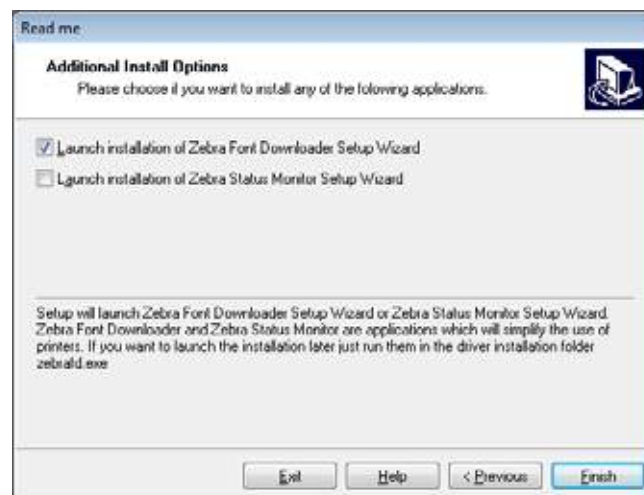 Read me
Additional Install Options
Please choose if you want to install any of the following applications.
Launch installation of Zebra Font Downloader Setup Wizard
Launch installation of Zebra Status Monitor Setup Wizard
Setup will launch Zebra Font Downloader Setup Wizard or Zebra Status Monitor Setup Wizard.
Zebra Font Downloader and Zebra Status Monitor are applications which will simplify the use of
printers. If you want to launch the installation later just run them in the driver installation folder
zebrafd.exe
Exit Help < Previous Finish